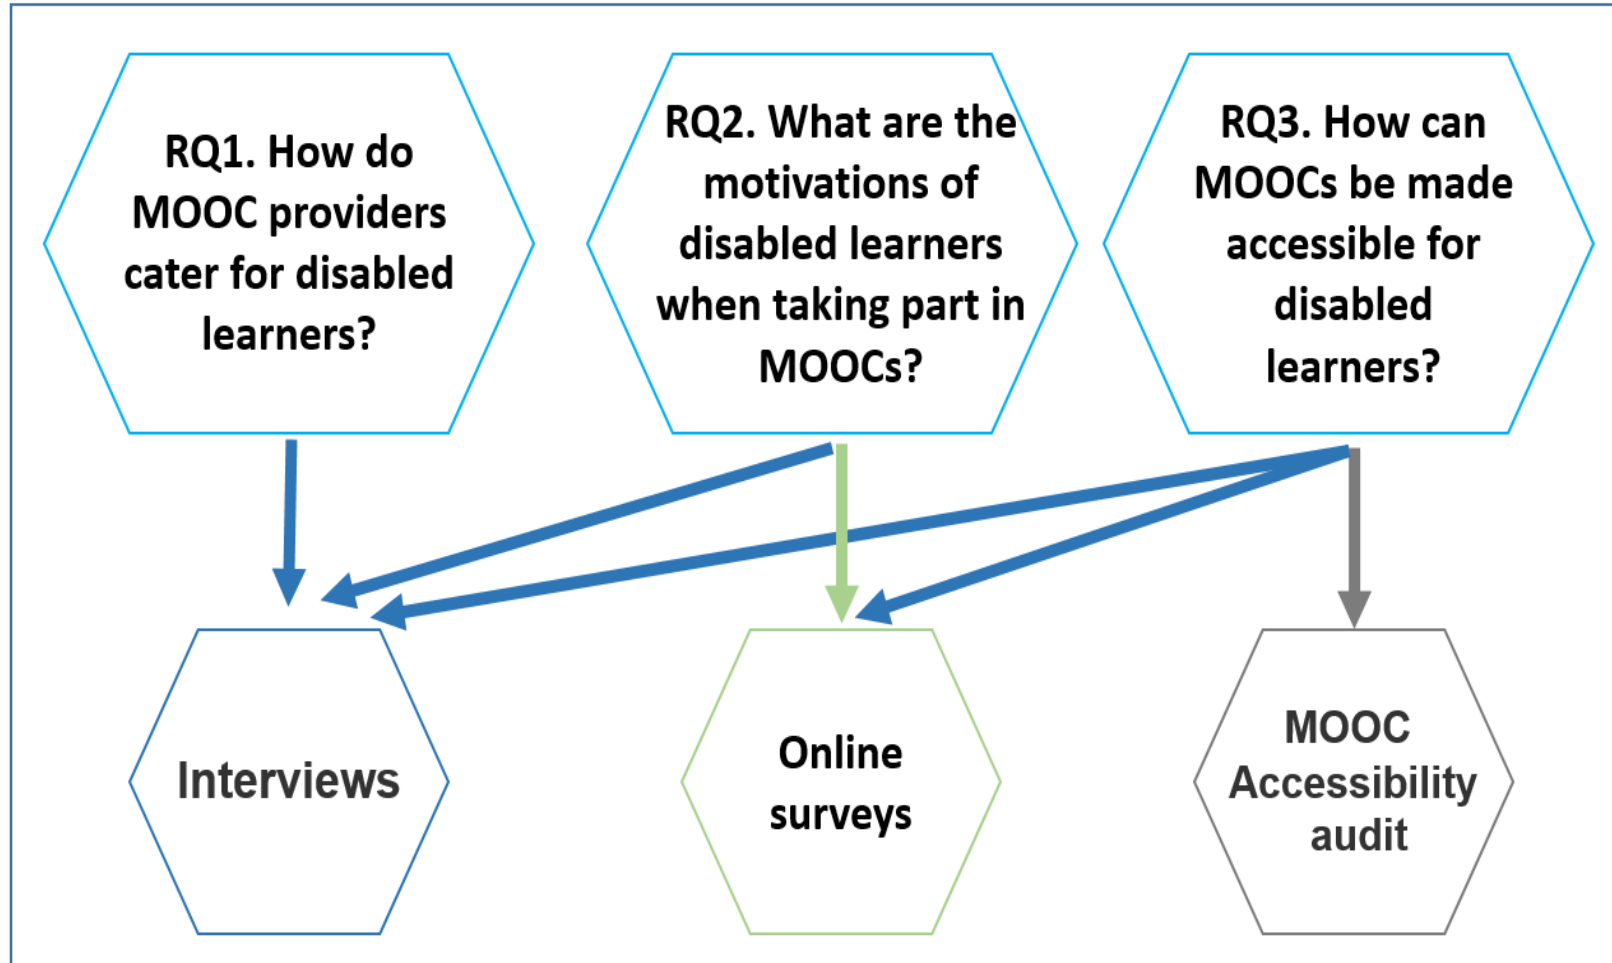 RQ1. How do
MOOC providers
cater for disabled
learners?
RQ2. What are the
motivations of
disabled learners
when taking part in
MOOCs?
RQ3. How can
MOOCs be made
accessible for
disabled
learners?
Interviews
Online
surveys
MOOC
Accessibility
audit